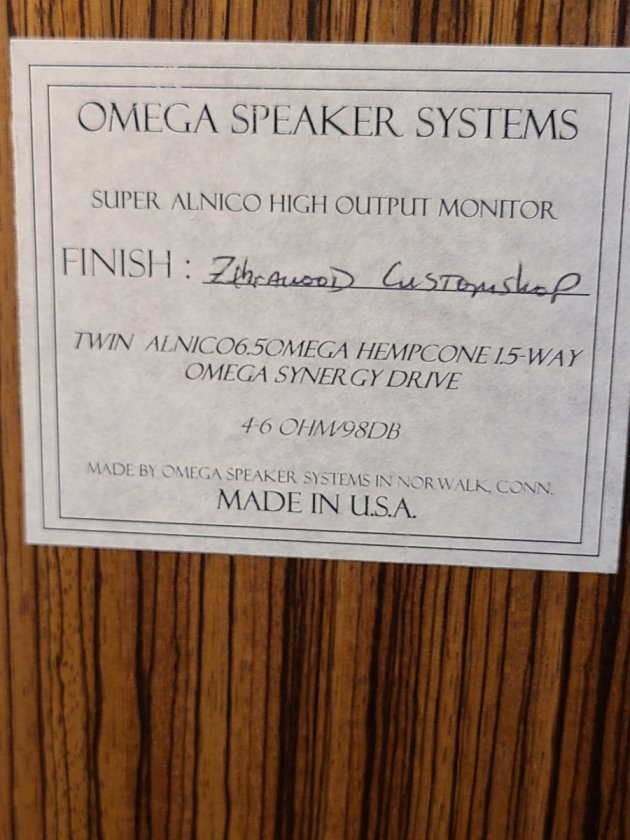 OMEGA SPEAKER SYSTEMS
SUPER ALNICO HIGH OUTPUT MONITOR
FINISH : Zebrawood Customshop
TWIN ALNICO6.5OMEGA HEMPCONE 1.5-WAY
OMEGA SYNERGY DRIVE
4-6 OHM/98DB
MADE BY OMEGA SPEAKER SYSTEMS IN NORWALK, CONN.
MADE IN U.S.A.